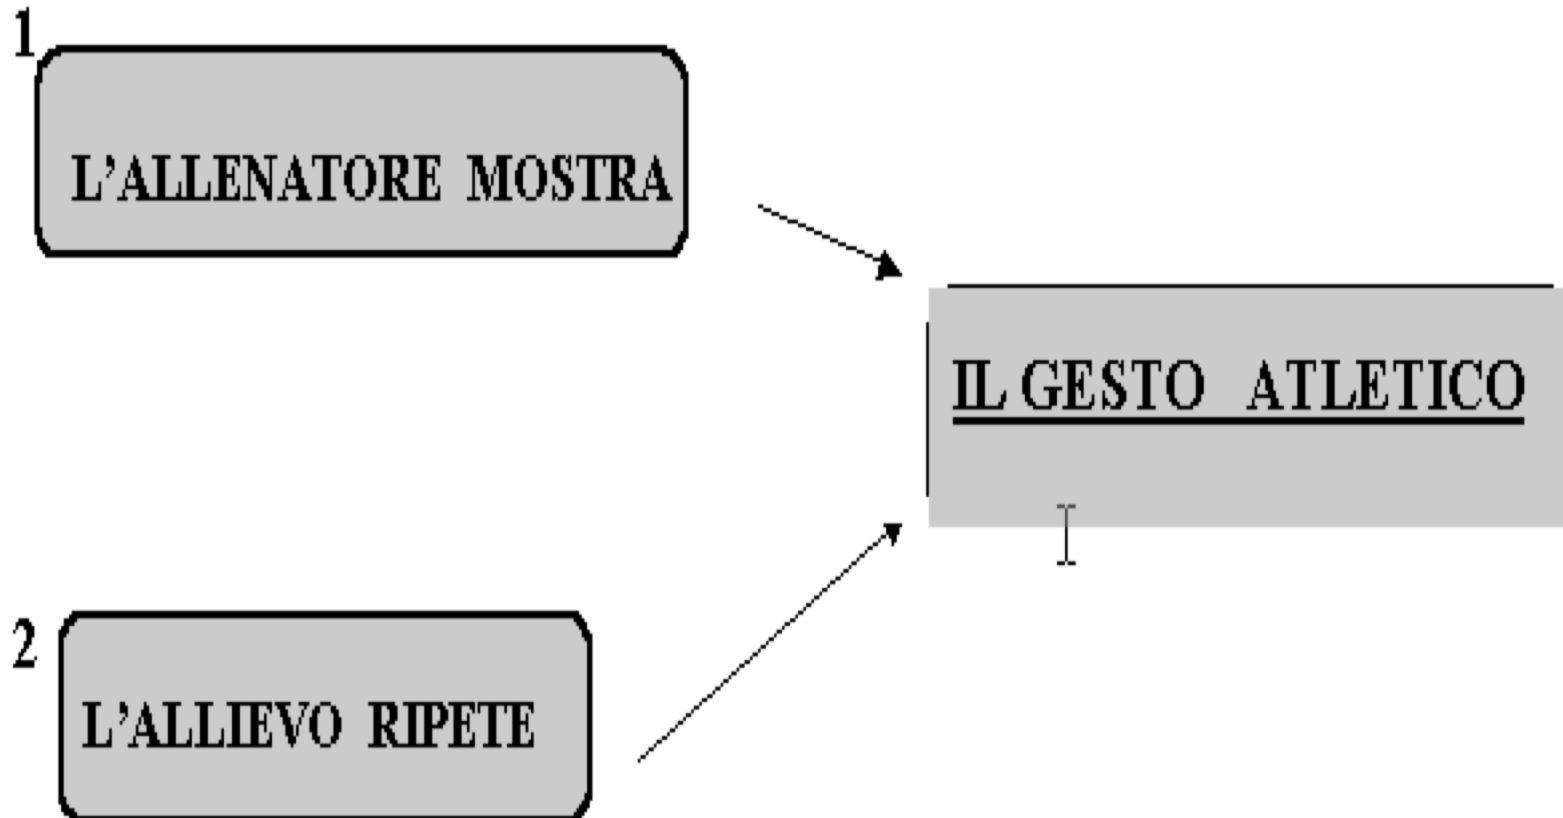 1
L'ALLENATORE MOSTRA
IL GESTO ATLETICO
2
L'ALLIEVO RIPETE